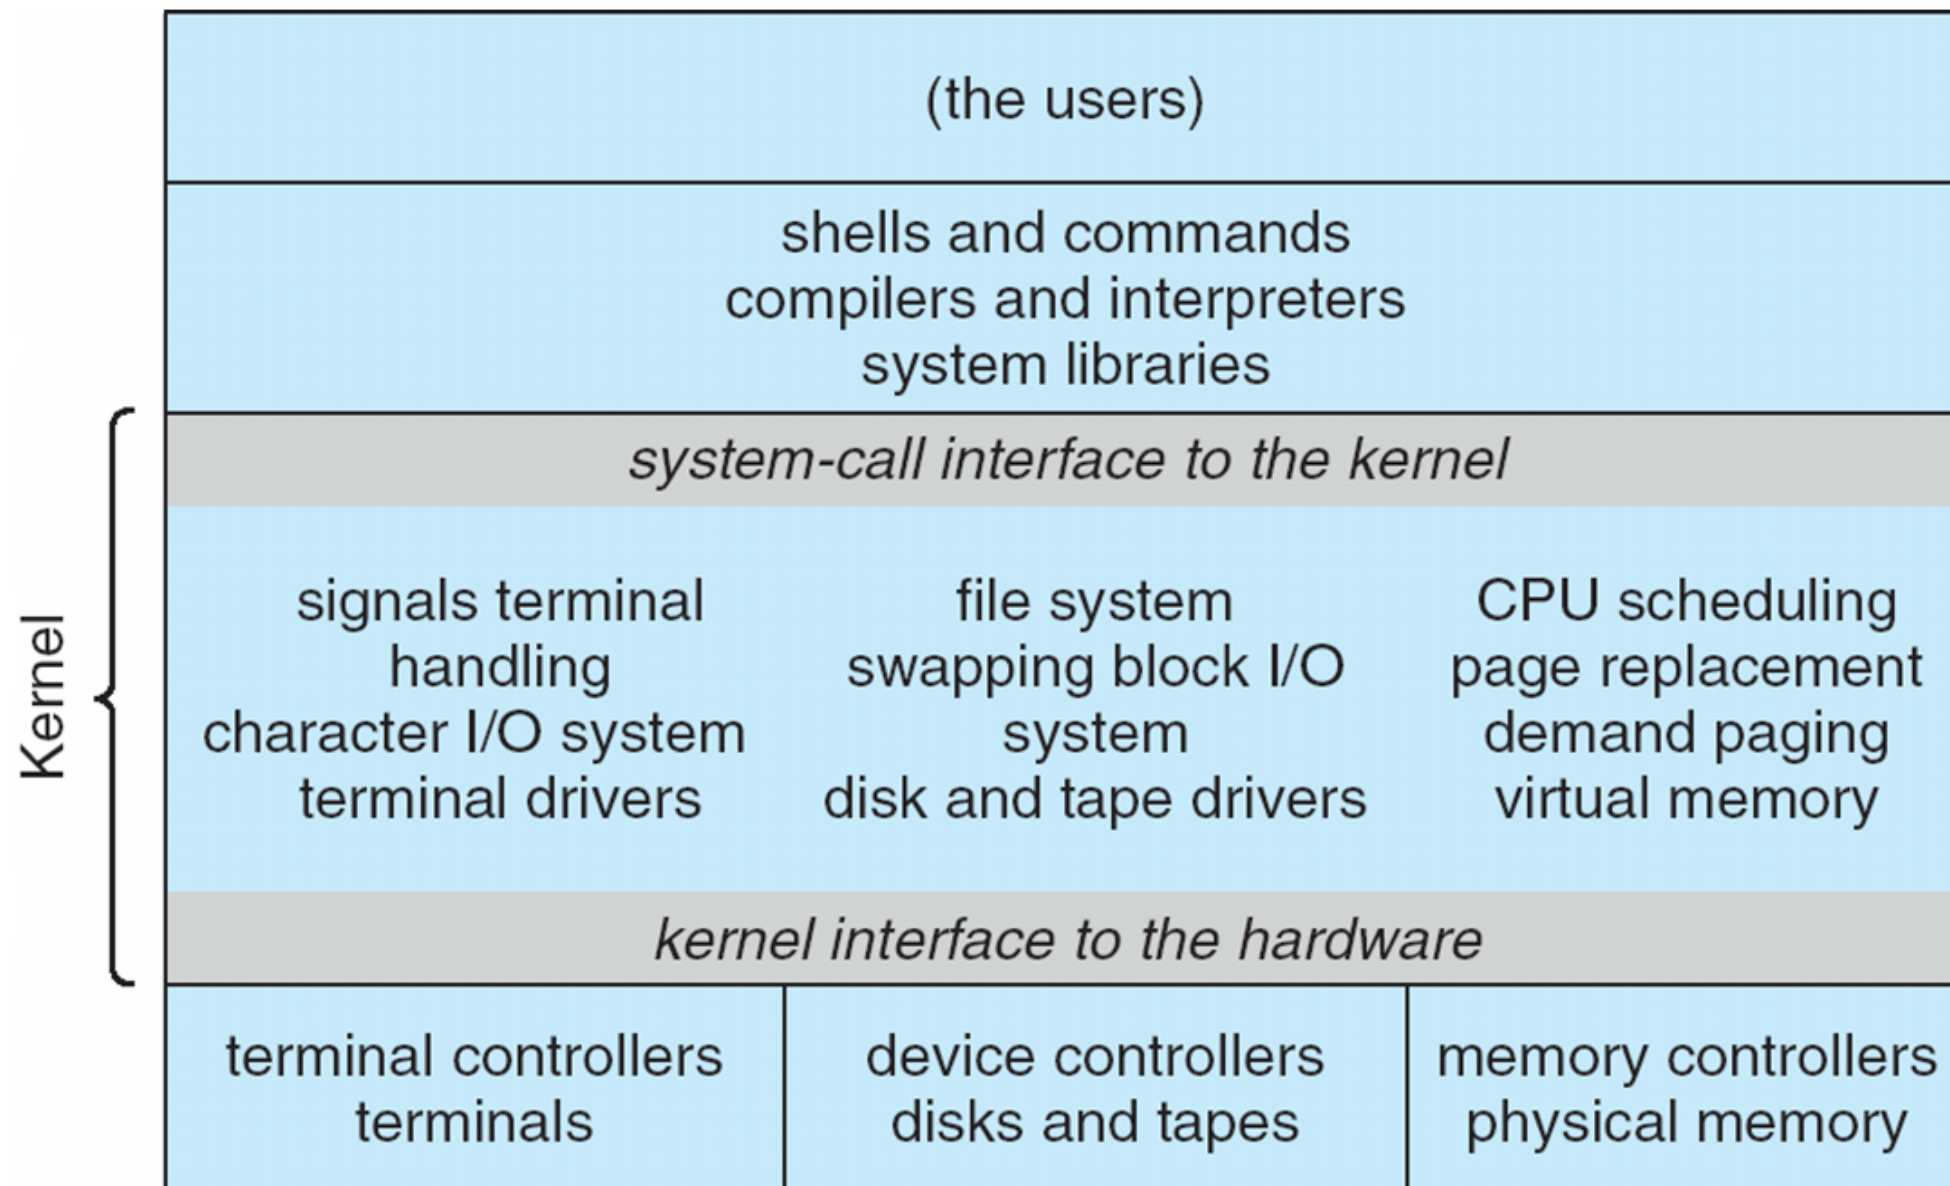 (the users)
shells and commands
compilers and interpreters
system libraries
system-call interface to the kernel
Kernel
signals terminal
handling
character I/O system
terminal drivers
file system
swapping block I/O
system
disk and tape drivers
CPU scheduling
page replacement
demand paging
virtual memory
kernel interface to the hardware
terminal controllers
terminals
device controllers
disks and tapes
memory controllers
physical memory